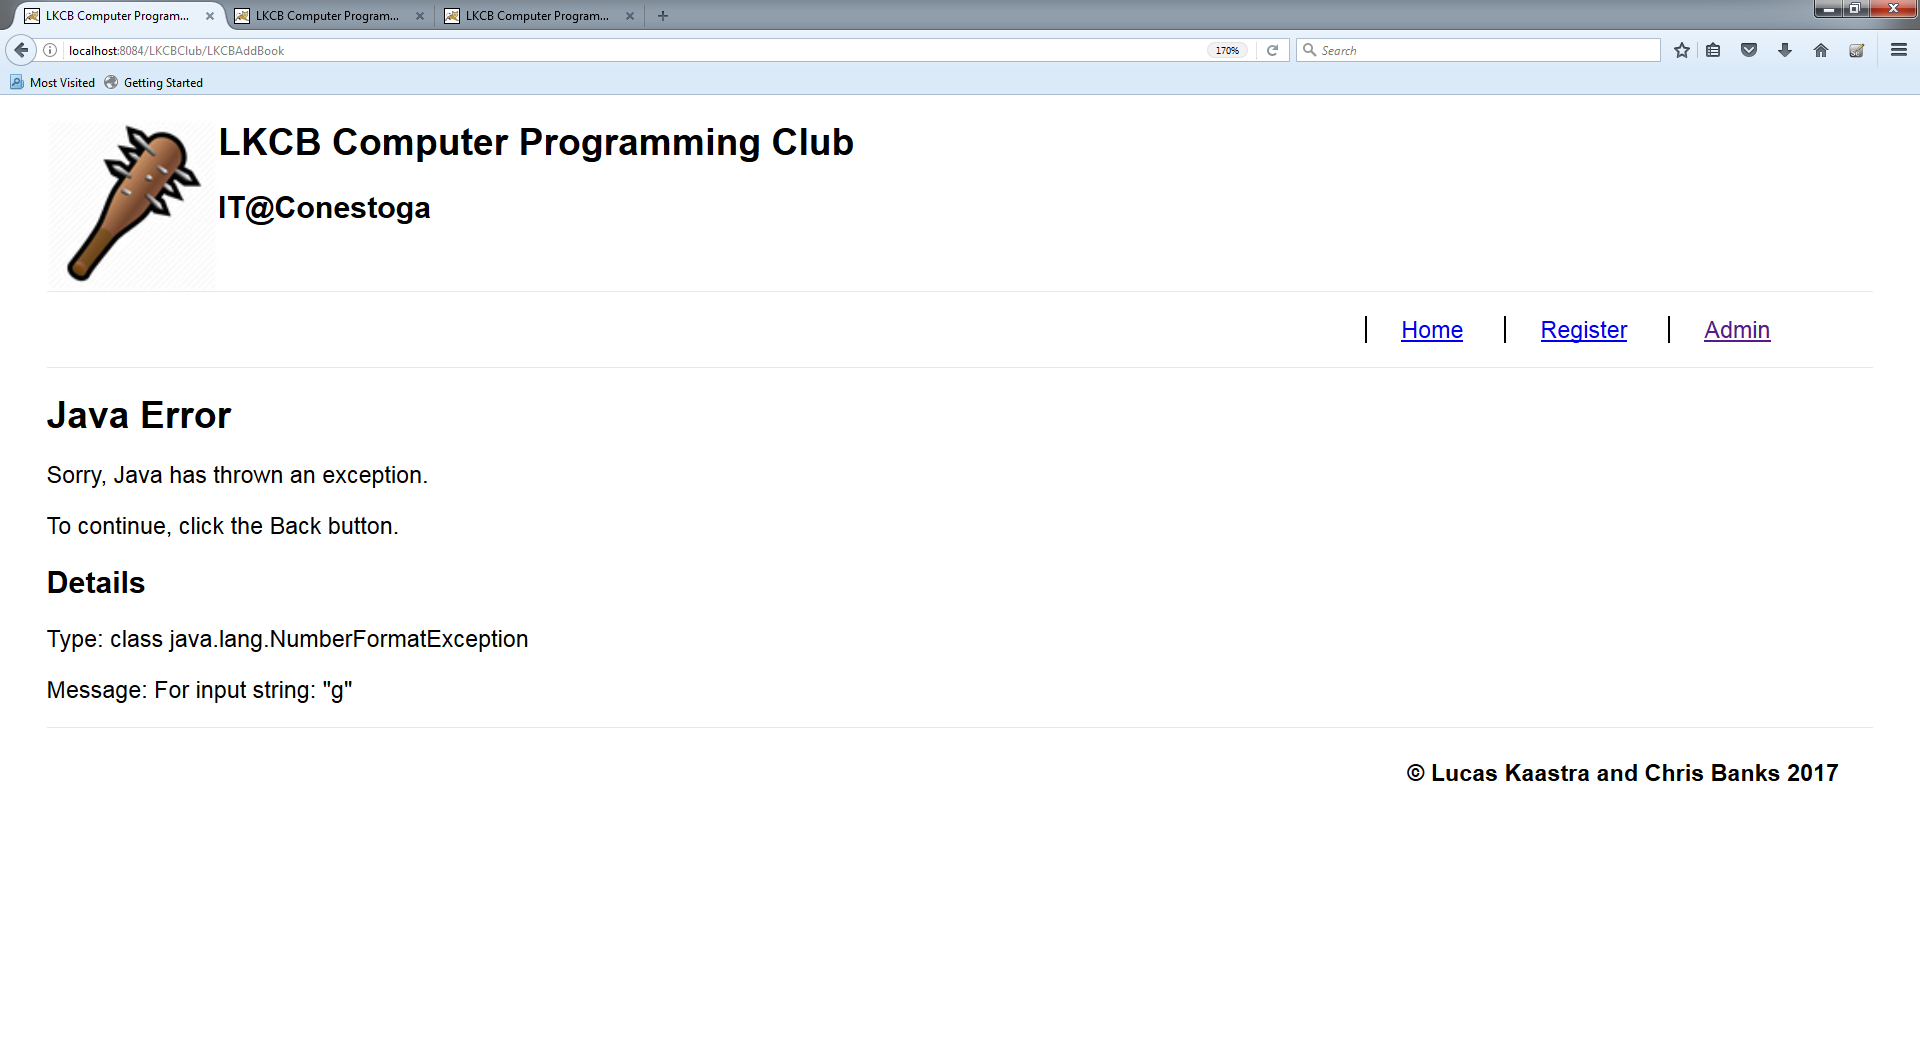 LKCB Computer Program...
LKCB Computer Program...
LKCB Computer Program...
localhost:8084/LKCBClub/LKCBAddBook
170%
Search
Most Visited
Getting Started
LKCB Computer Programming Club
IT@Conestoga
Home
Register
Admin
Java Error
Sorry, Java has thrown an exception.
To continue, click the Back button.
Details
Type: class java.lang.NumberFormatException
Message: For input string: "g"
© Lucas Kaastra and Chris Banks 2017